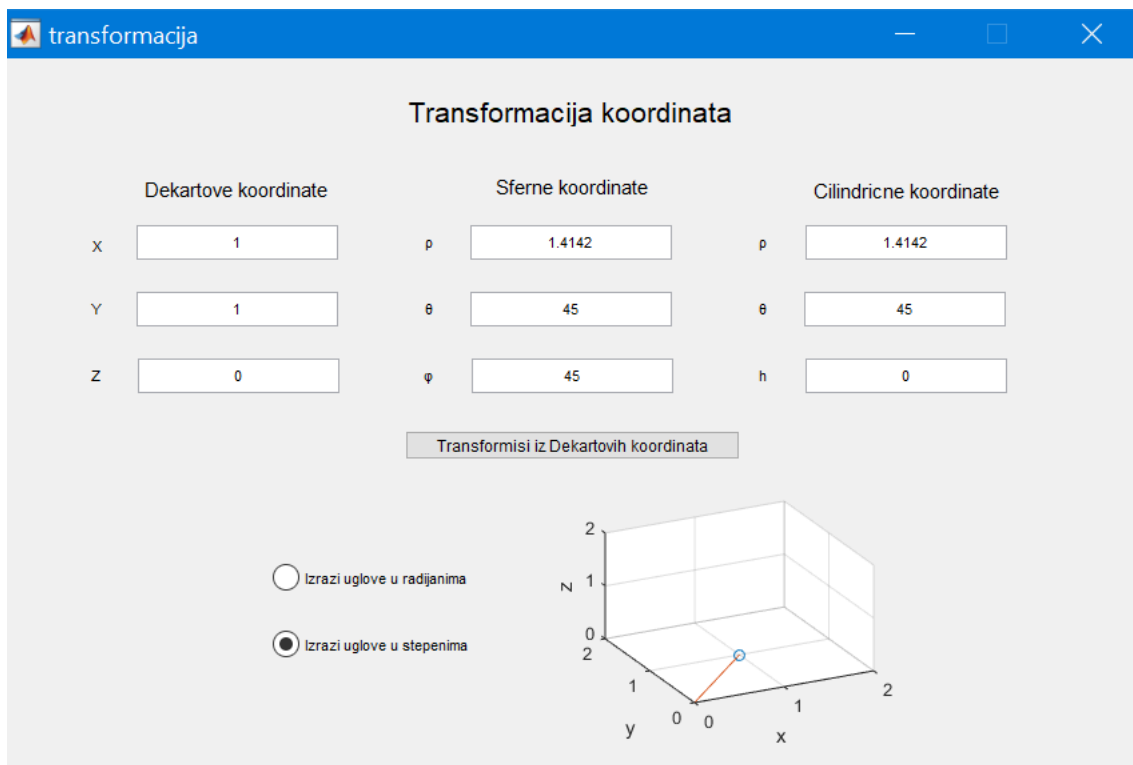 transformacija
Transformacija koordinata
Dekartove koordinate
Sferne koordinate
Cilindricne koordinate
X 1 ρ 1.4142 ρ 1.4142
Y 1 θ 45 θ 45
Z 0 φ 45 h 0
Transformisi iz Dekartovih koordinata
Izrazi uglove u radijanima
Izrazi uglove u stepenima
2
z 1
0
2
1
0
y
0
1
2
x